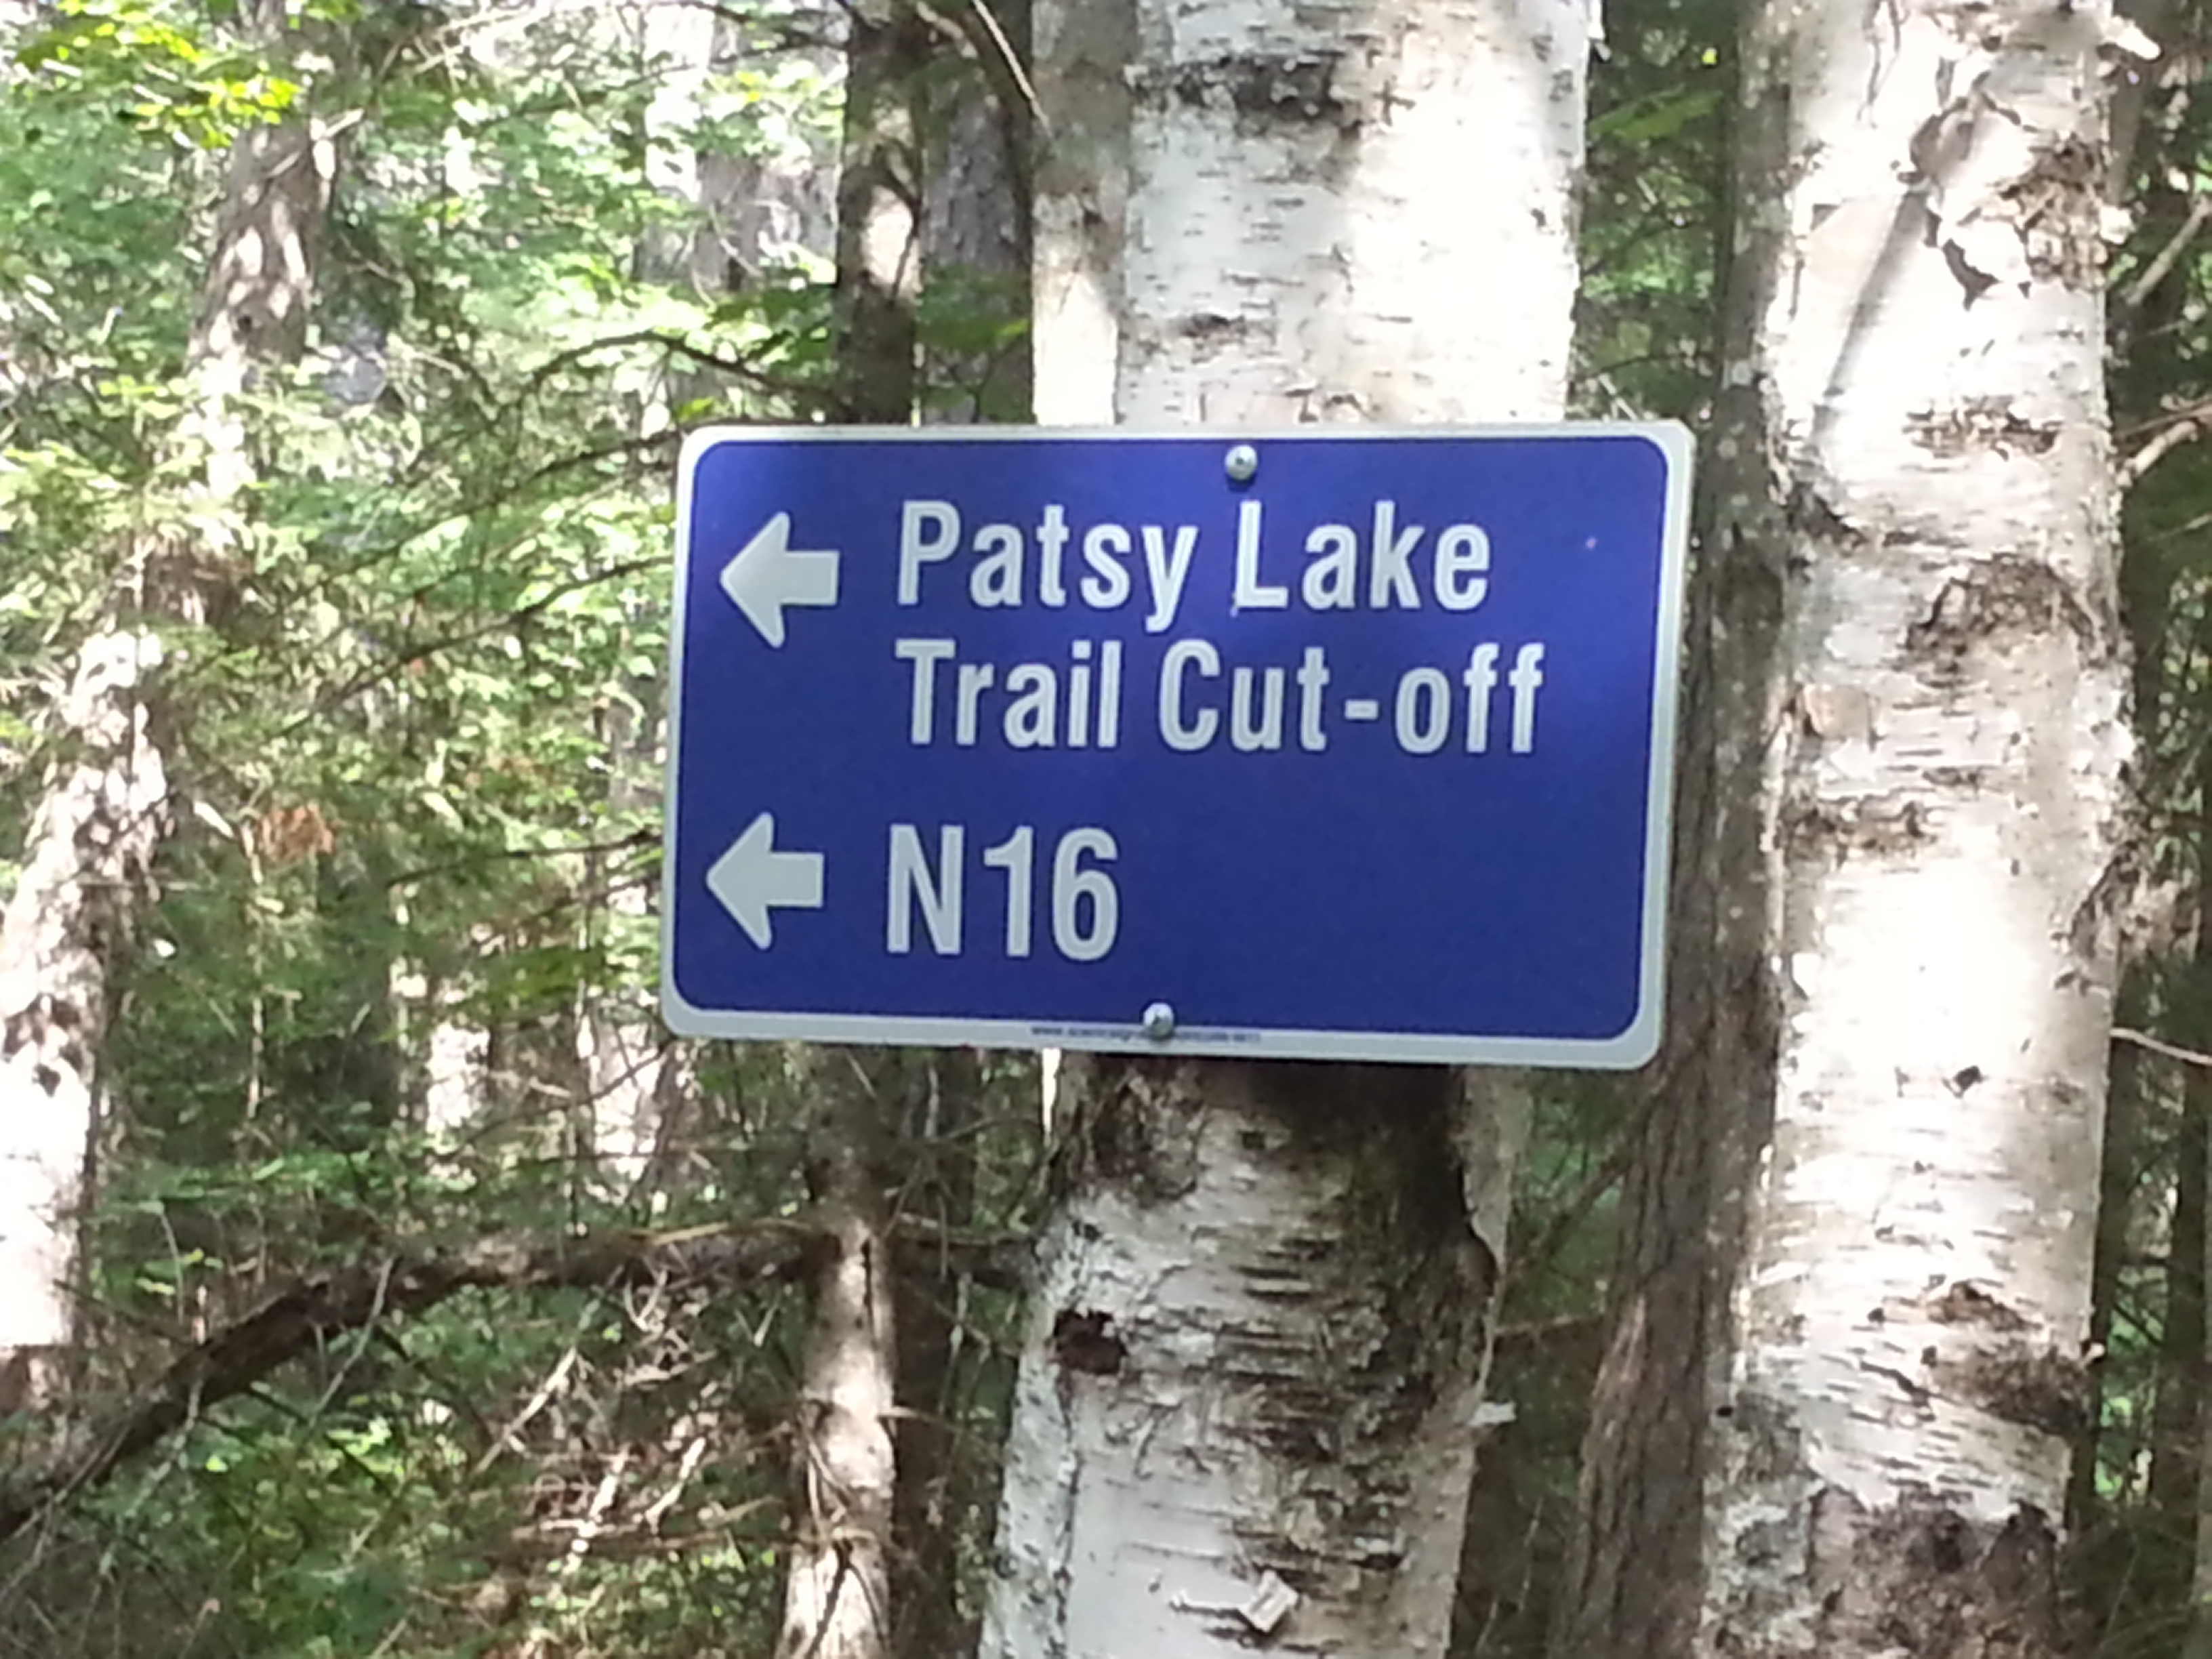 Patsy Lake
Trail Cut-off
N16